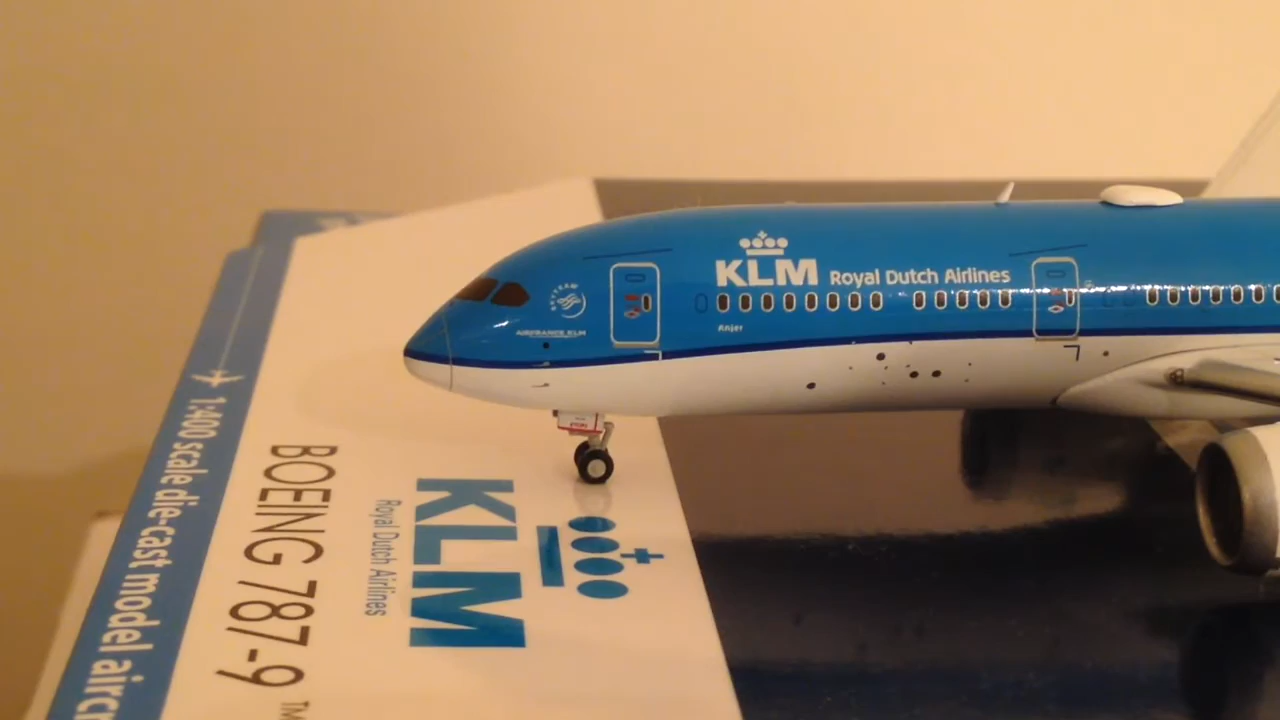 KLM Royal Dutch Airlines
SKYTEAM
AIRFRANCE KLM
Anjer
KLM
Royal Dutch Airlines
BOEING 787-9 TM
1:400 scale die-cast model aircr